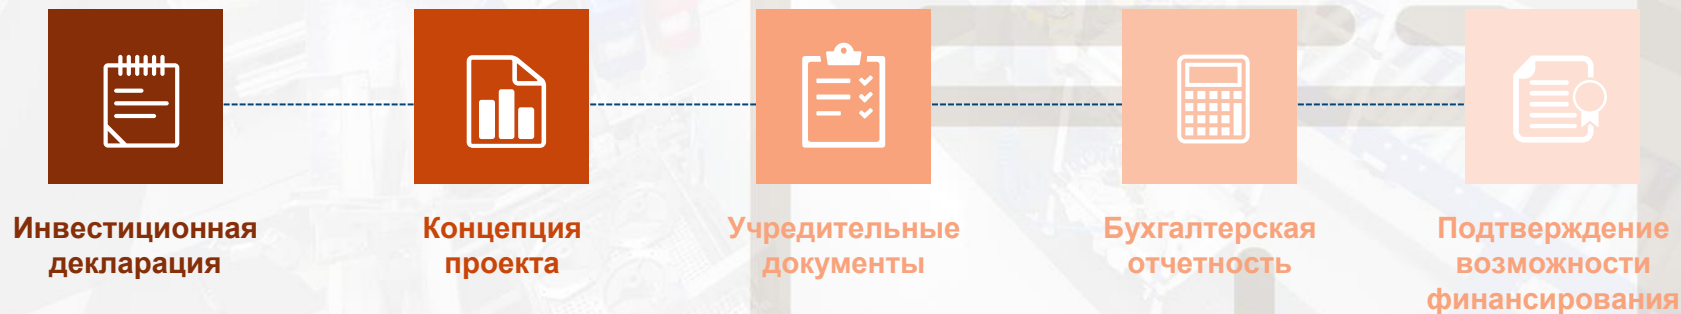 Инвестиционная
декларация
Концепция
проекта
Учредительные
документы
Бухгалтерская
отчетность
Подтверждение
возможности
финансирования